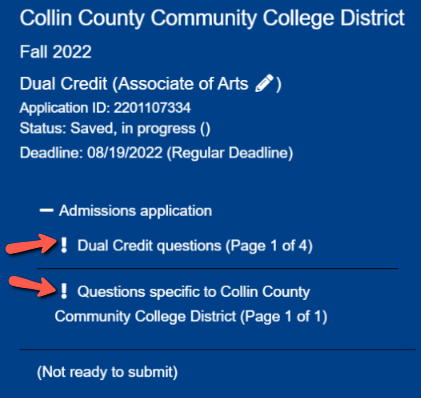 Collin County Community College District
Fall 2022
Dual Credit (Associate of Arts )
Application ID: 2201107334
Status: Saved, in progress ()
Deadline: 08/19/2022 (Regular Deadline)
Admissions application
! Dual Credit questions (Page 1 of 4)
! Questions specific to Collin County
Community College District (Page 1 of 1)
(Not ready to submit)